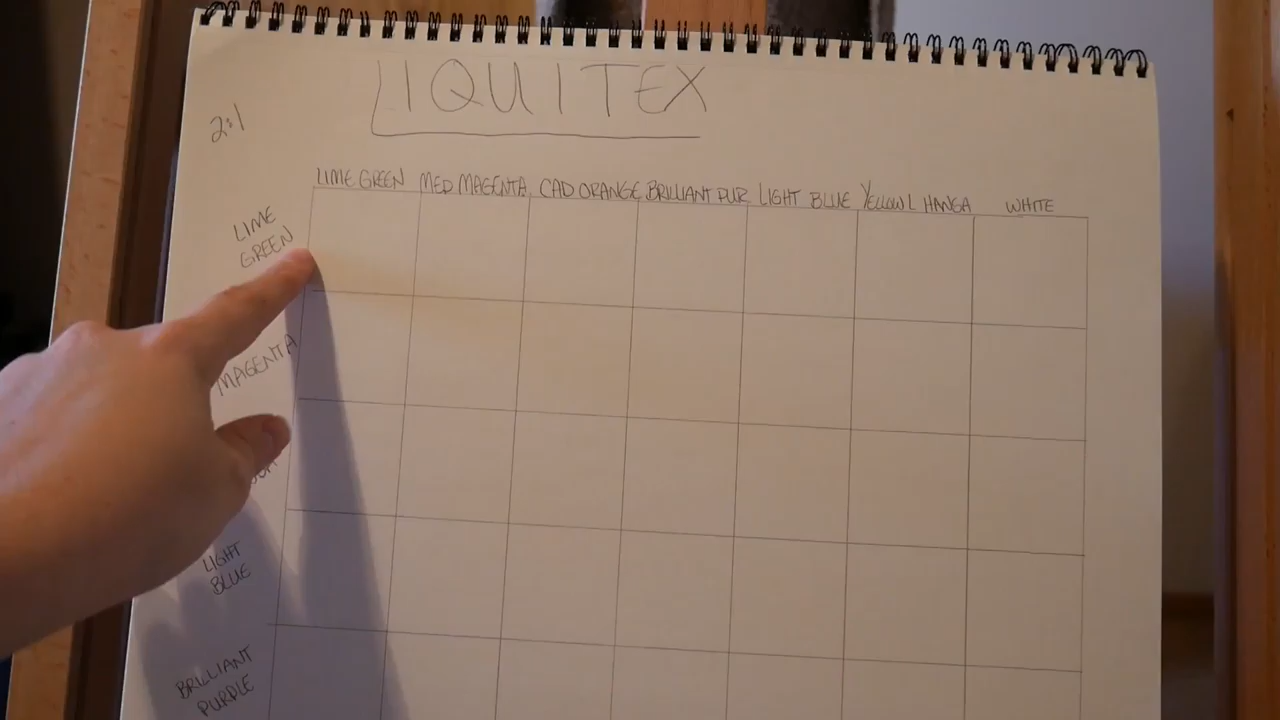 LIQUITEX
2:1
LIME GREEN MED MAGENTA CAD ORANGE BRILLIANT PUR LIGHT BLUE YELLOW L HANSA WHITE
LIME
GREEN
MAGENTA
LIGHT
BLUE
BRILLIANT
PURPLE